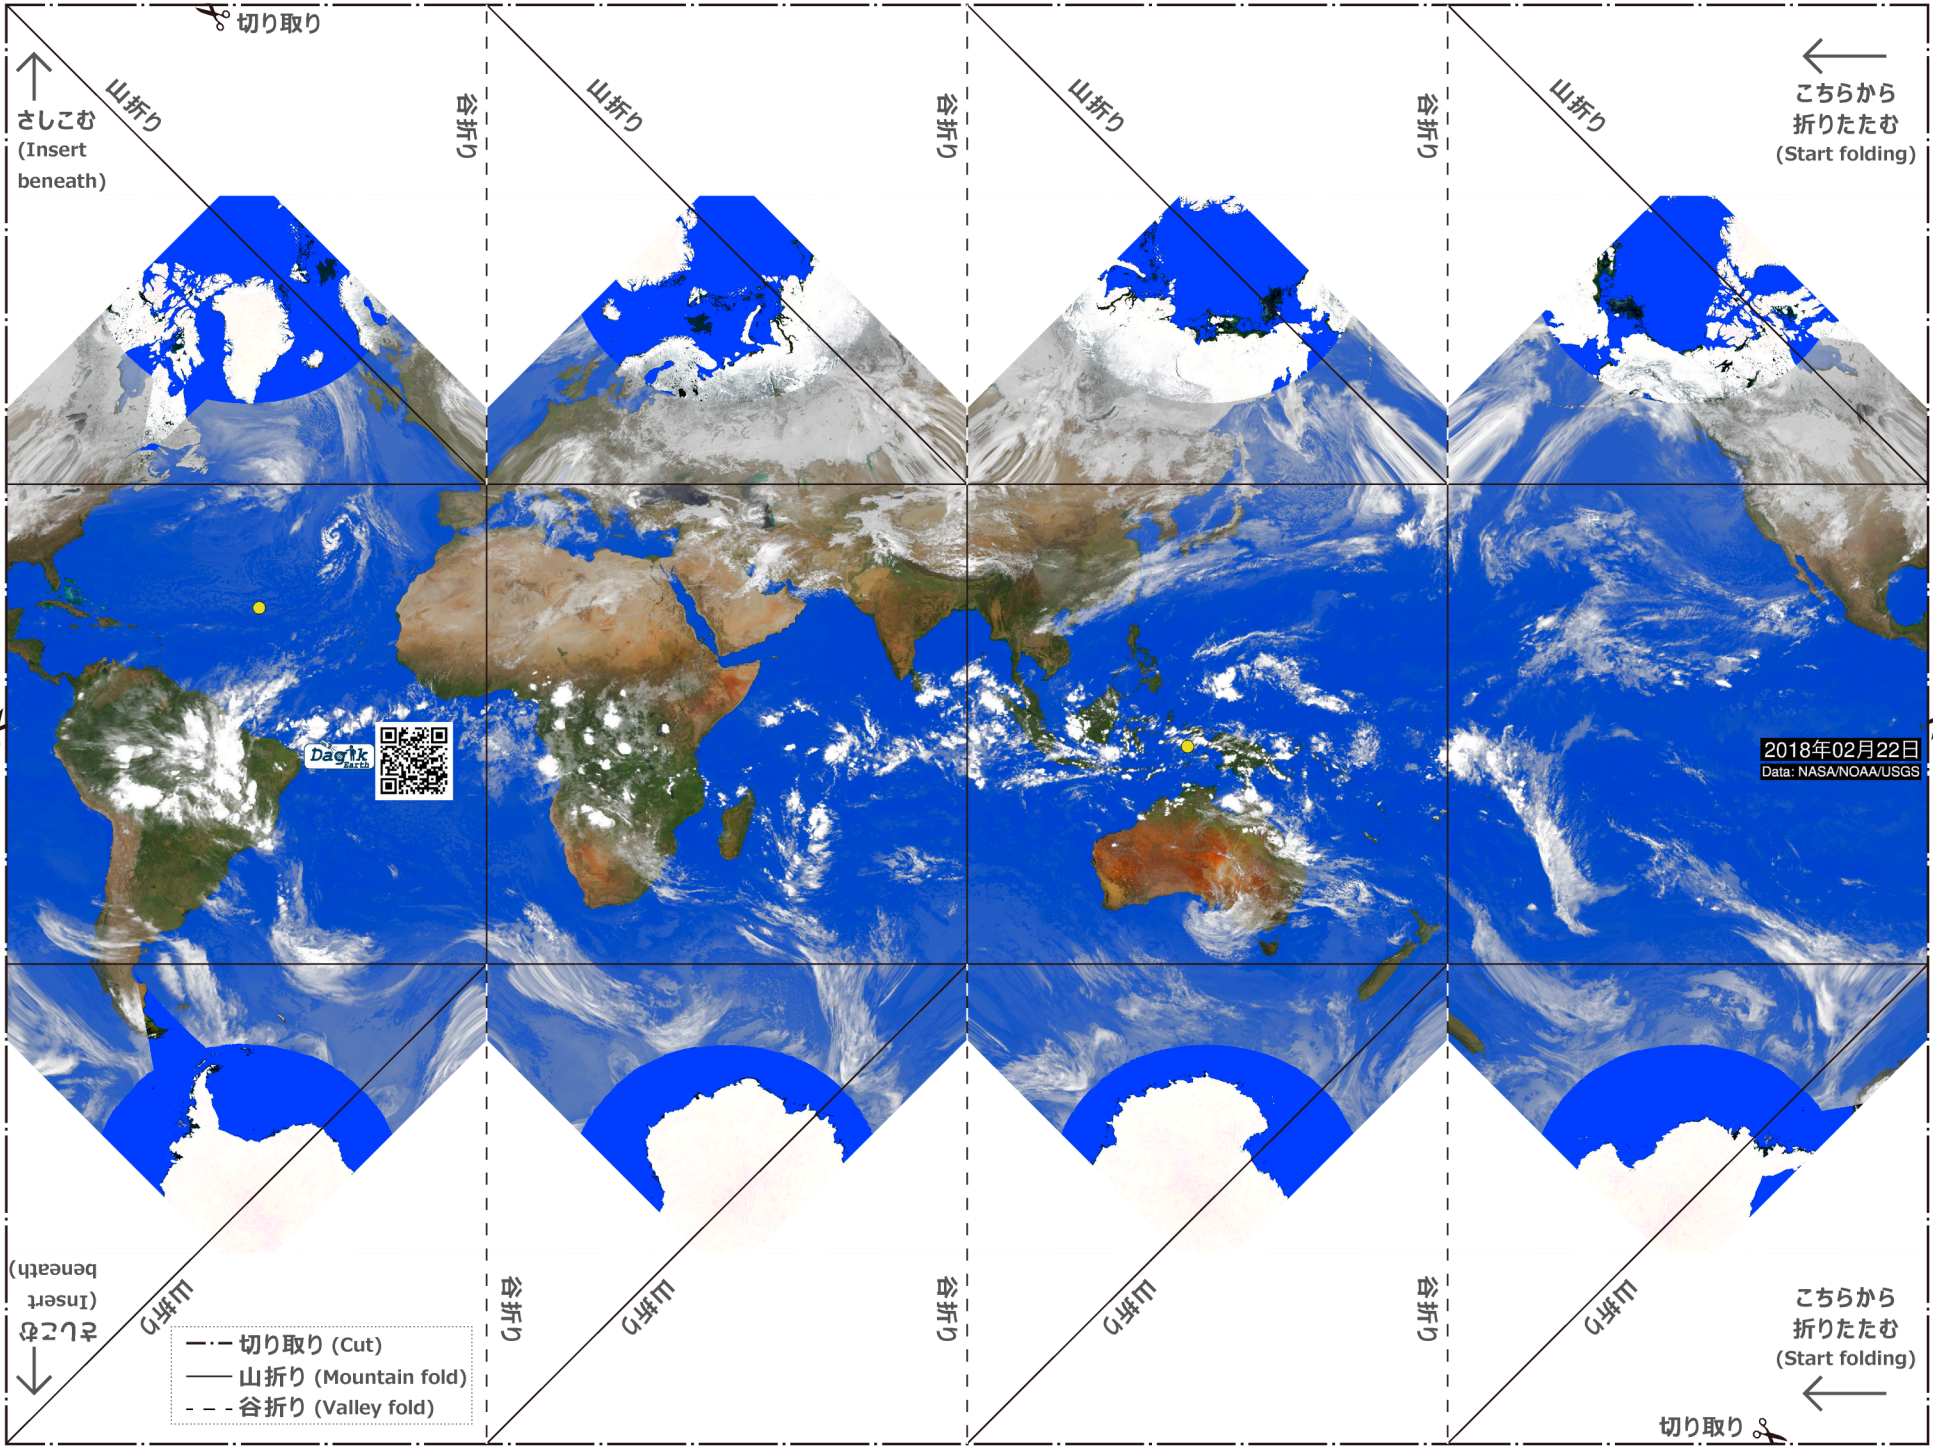 切り取り
さしこむ
(Insert
beneath)
山折り
谷折り
山折り
谷折り
山折り
谷折り
山折り
こちらから
折りたたむ
(Start folding)
Dagik
Earth
2018年02月22日
Data: NASA/NOAA/USGS
さしこむ
(Insert
beneath)
山折り
谷折り
山折り
谷折り
山折り
谷折り
山折り
こちらから
折りたたむ
(Start folding)
切り取り (Cut)
山折り (Mountain fold)
谷折り (Valley fold)
切り取り